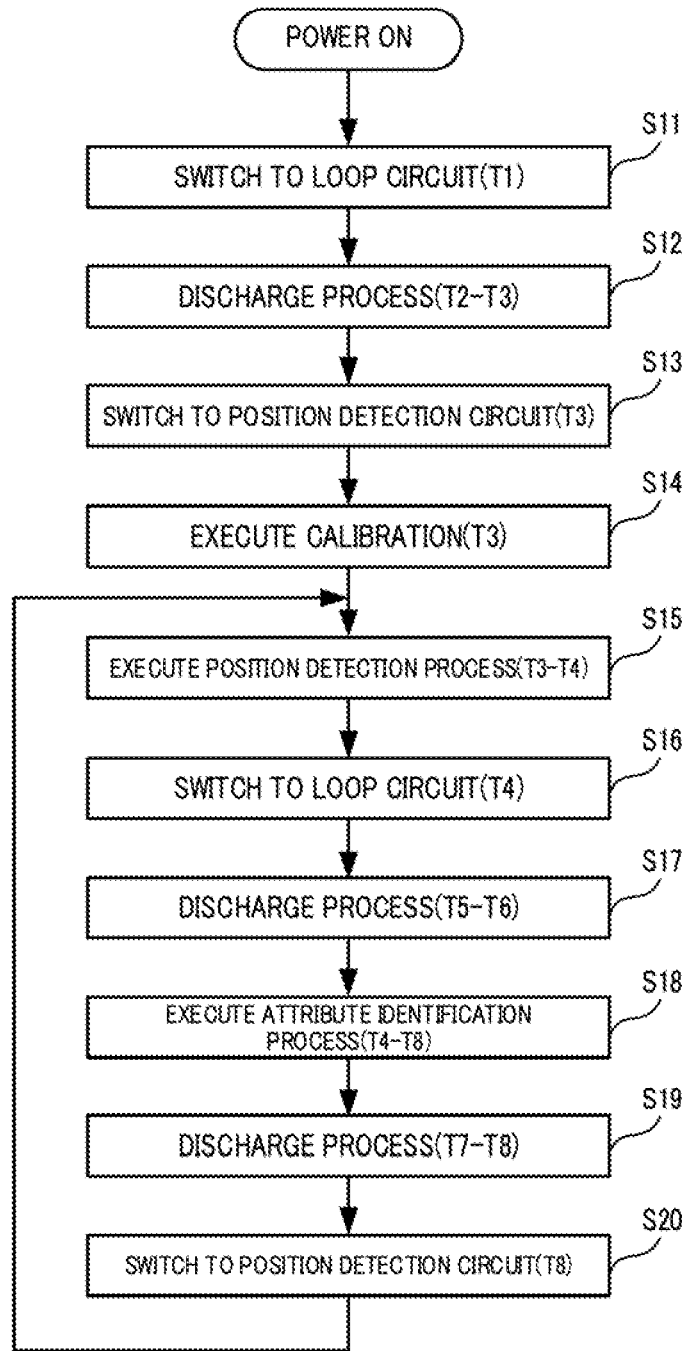 POWER ON
S11
SWITCH TO LOOP CIRCUIT(T1)
S12
DISCHARGE PROCESS(T2-T3)
S13
SWITCH TO POSITION DETECTION CIRCUIT(T3)
S14
EXECUTE CALIBRATION(T3)
S15
EXECUTE POSITION DETECTION PROCESS(T3-T4)
S16
SWITCH TO LOOP CIRCUIT(T4)
S17
DISCHARGE PROCESS(T5-T6)
S18
EXECUTE ATTRIBUTE IDENTIFICATION
PROCESS(T4-T8)
S19
DISCHARGE PROCESS(T7-T8)
S20
SWITCH TO POSITION DETECTION CIRCUIT(T8)